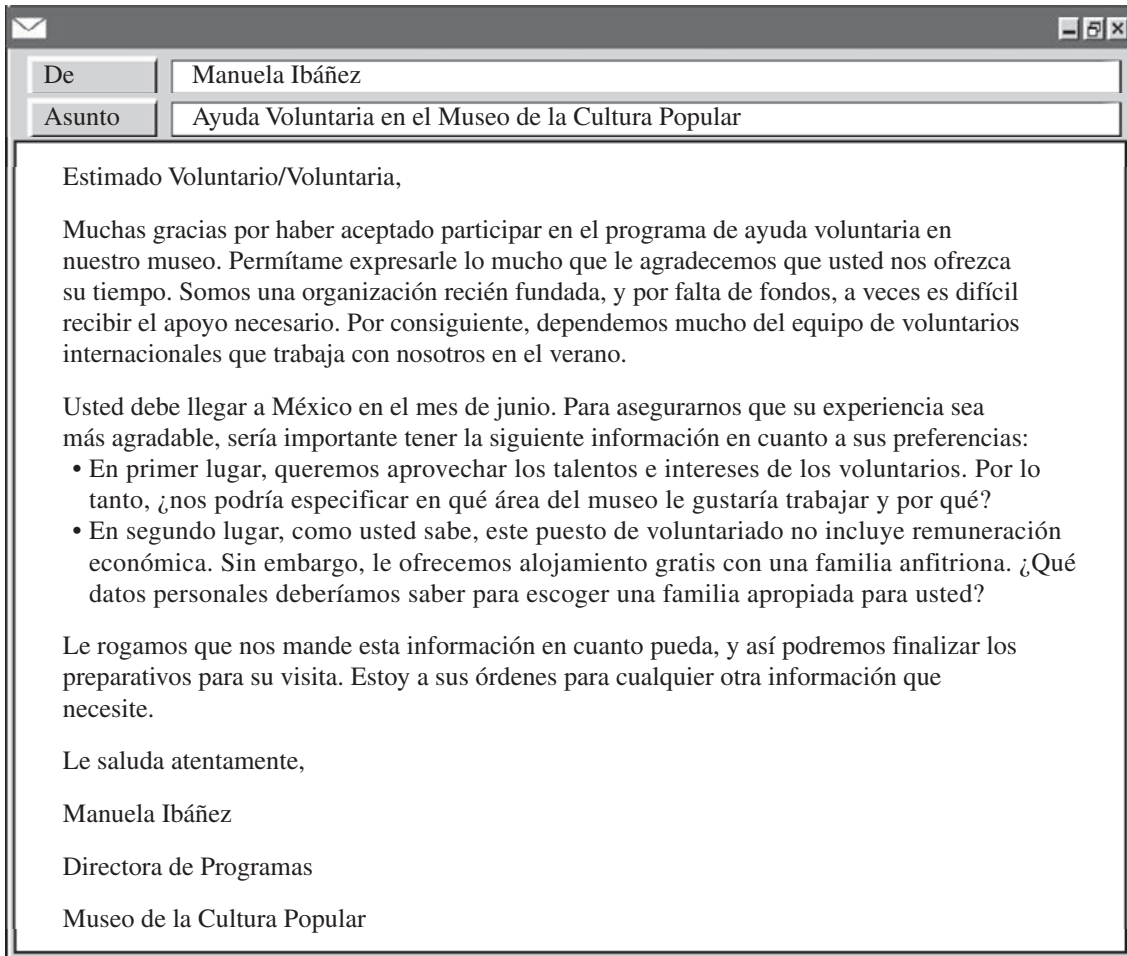 De
Manuela Ibáñez
Asunto
Ayuda Voluntaria en el Museo de la Cultura Popular
Estimado Voluntario/Voluntaria,
Muchas gracias por haber aceptado participar en el programa de ayuda voluntaria en
nuestro museo. Permítame expresarle lo mucho que le agradecemos que usted nos ofrezca
su tiempo. Somos una organización recién fundada, y por falta de fondos, a veces es difícil
recibir el apoyo necesario. Por consiguiente, dependemos mucho del equipo de voluntarios
internacionales que trabaja con nosotros en el verano.
Usted debe llegar a México en el mes de junio. Para asegurarnos que su experiencia sea
más agradable, sería importante tener la siguiente información en cuanto a sus preferencias:
• En primer lugar, queremos aprovechar los talentos e intereses de los voluntarios. Por lo
tanto, ¿nos podría especificar en qué área del museo le gustaría trabajar y por qué?
• En segundo lugar, como usted sabe, este puesto de voluntariado no incluye remuneración
económica. Sin embargo, le ofrecemos alojamiento gratis con una familia anfitriona. ¿Qué
datos personales deberíamos saber para escoger una familia apropiada para usted?
Le rogamos que nos mande esta información en cuanto pueda, y así podremos finalizar los
preparativos para su visita. Estoy a sus órdenes para cualquier otra información que
necesite.
Le saluda atentamente,
Manuela Ibáñez
Directora de Programas
Museo de la Cultura Popular